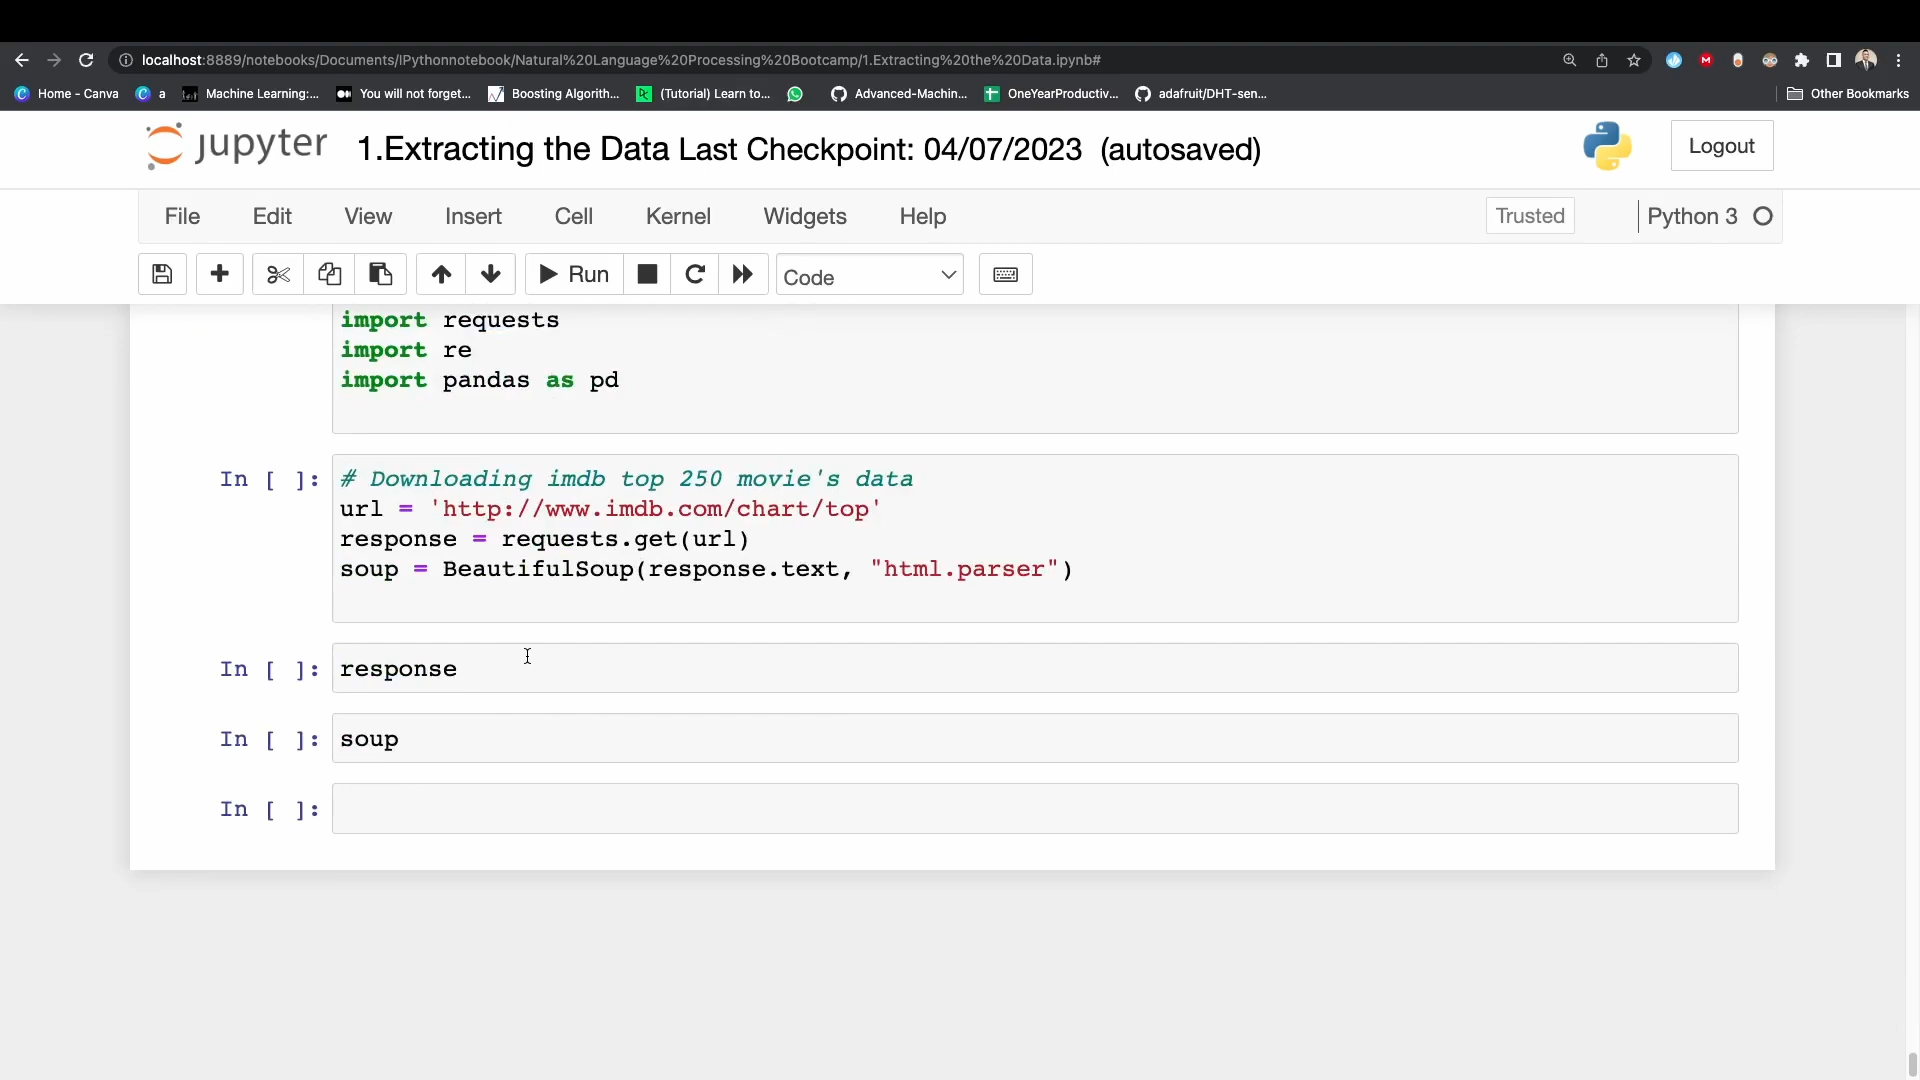 localhost:8889/notebooks/Documents/IPythonnotebook/Natural%20Language%20Processing%20Bootcamp/1.Extracting%20the%20Data.ipynb#
Home - Canva a Machine Learning:... You will not forget... Boosting Algorith... (Tutorial) Learn to... Advanced-Machin... OneYearProductiv... adafruit/DHT-sen... Other Bookmarks
jupyter 1.Extracting the Data Last Checkpoint: 04/07/2023 (autosaved) Logout
File Edit View Insert Cell Kernel Widgets Help Trusted Python 3
Run Code
import requests
import re
import pandas as pd
In [ ]: # Downloading imdb top 250 movie's data
url = 'http://www.imdb.com/chart/top'
response = requests.get(url)
soup = BeautifulSoup(response.text, "html.parser")
In [ ]: response
In [ ]: soup
In [ ]: